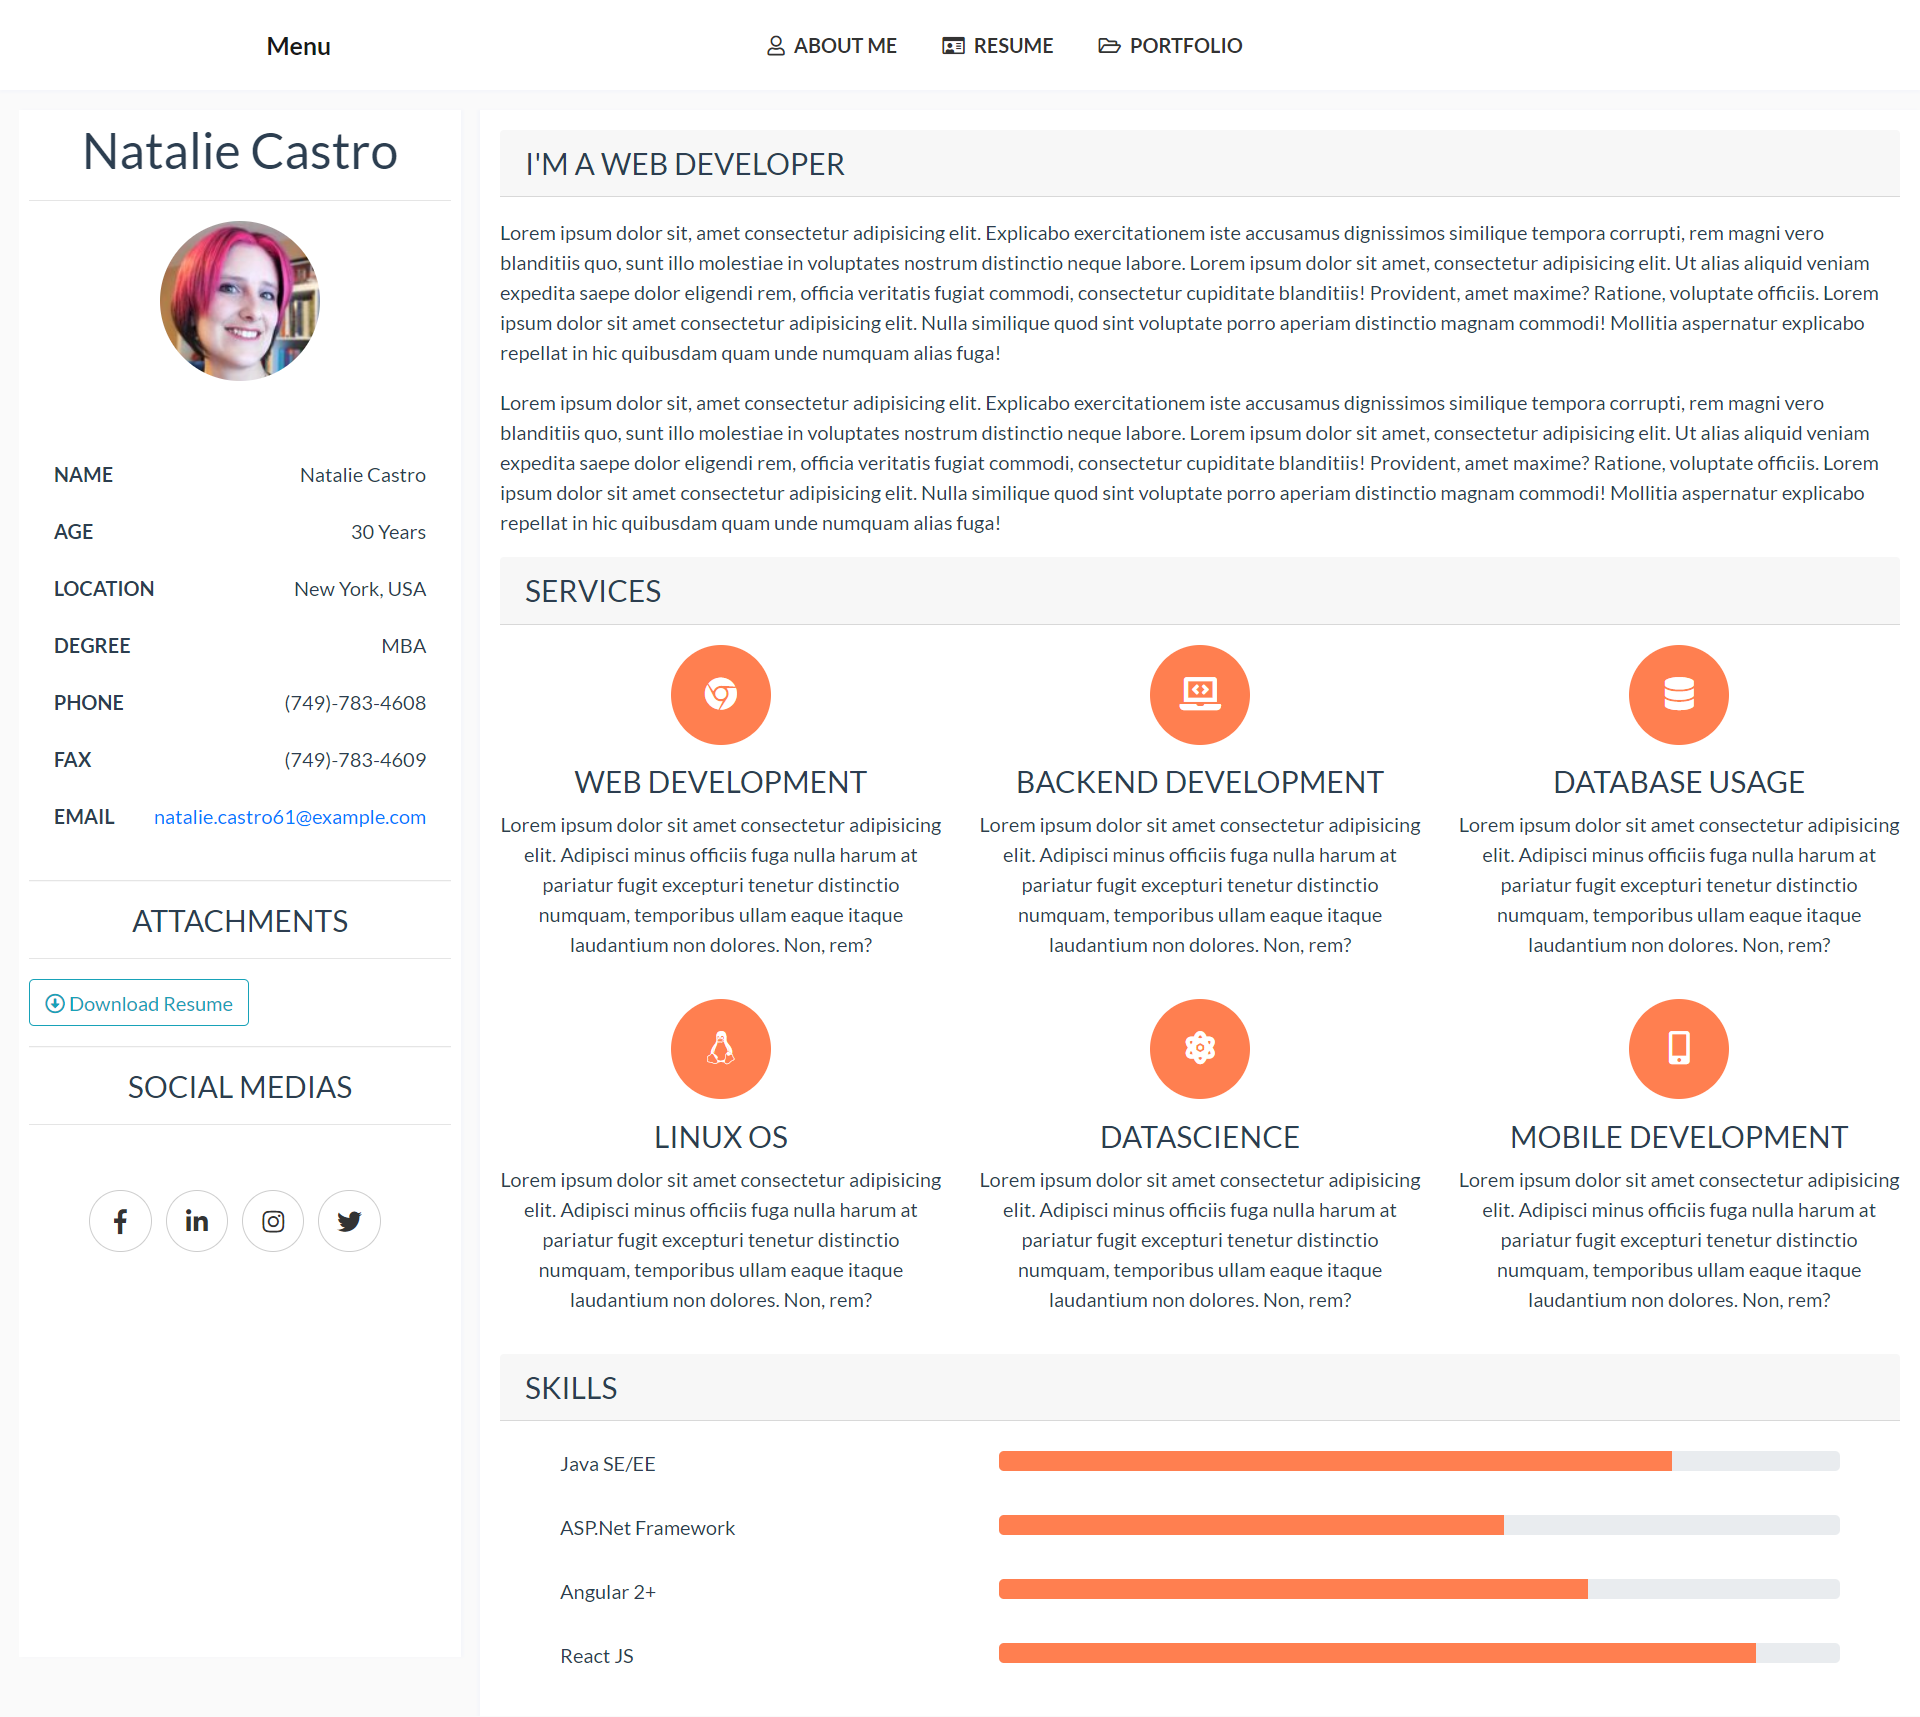 Menu
ABOUT ME
RESUME
PORTFOLIO
Natalie Castro
NAME Natalie Castro
AGE 30 Years
LOCATION New York, USA
DEGREE MBA
PHONE (749)-783-4608
FAX (749)-783-4609
EMAIL natalie.castro61@example.com
ATTACHMENTS
Download Resume
SOCIAL MEDIAS
I'M A WEB DEVELOPER
Lorem ipsum dolor sit, amet consectetur adipisicing elit. Explicabo exercitationem iste accusamus dignissimos similique tempora corrupti, rem magni vero
blanditiis quo, sunt illo molestiae in voluptates nostrum distinctio neque labore. Lorem ipsum dolor sit amet, consectetur adipisicing elit. Ut alias aliquid veniam
expedita saepe dolor eligendi rem, officia veritatis fugiat commodi, consectetur cupiditate blanditiis! Provident, amet maxime? Ratione, voluptate officiis. Lorem
ipsum dolor sit amet consectetur adipisicing elit. Nulla similique quod sint voluptate porro aperiam distinctio magnam commodi! Mollitia aspernatur explicabo
repellat in hic quibusdam quam unde numquam alias fuga!
Lorem ipsum dolor sit, amet consectetur adipisicing elit. Explicabo exercitationem iste accusamus dignissimos similique tempora corrupti, rem magni vero
blanditiis quo, sunt illo molestiae in voluptates nostrum distinctio neque labore. Lorem ipsum dolor sit amet, consectetur adipisicing elit. Ut alias aliquid veniam
expedita saepe dolor eligendi rem, officia veritatis fugiat commodi, consectetur cupiditate blanditiis! Provident, amet maxime? Ratione, voluptate officiis. Lorem
ipsum dolor sit amet consectetur adipisicing elit. Nulla similique quod sint voluptate porro aperiam distinctio magnam commodi! Mollitia aspernatur explicabo
repellat in hic quibusdam quam unde numquam alias fuga!
SERVICES
WEB DEVELOPMENT
Lorem ipsum dolor sit amet consectetur adipisicing
elit. Adipisci minus officiis fuga nulla harum at
pariatur fugit excepturi tenetur distinctio
numquam, temporibus ullam eaque itaque
laudantium non dolores. Non, rem?
BACKEND DEVELOPMENT
Lorem ipsum dolor sit amet consectetur adipisicing
elit. Adipisci minus officiis fuga nulla harum at
pariatur fugit excepturi tenetur distinctio
numquam, temporibus ullam eaque itaque
laudantium non dolores. Non, rem?
DATABASE USAGE
Lorem ipsum dolor sit amet consectetur adipisicing
elit. Adipisci minus officiis fuga nulla harum at
pariatur fugit excepturi tenetur distinctio
numquam, temporibus ullam eaque itaque
laudantium non dolores. Non, rem?
LINUX OS
Lorem ipsum dolor sit amet consectetur adipisicing
elit. Adipisci minus officiis fuga nulla harum at
pariatur fugit excepturi tenetur distinctio
numquam, temporibus ullam eaque itaque
laudantium non dolores. Non, rem?
DATASCIENCE
Lorem ipsum dolor sit amet consectetur adipisicing
elit. Adipisci minus officiis fuga nulla harum at
pariatur fugit excepturi tenetur distinctio
numquam, temporibus ullam eaque itaque
laudantium non dolores. Non, rem?
MOBILE DEVELOPMENT
Lorem ipsum dolor sit amet consectetur adipisicing
elit. Adipisci minus officiis fuga nulla harum at
pariatur fugit excepturi tenetur distinctio
numquam, temporibus ullam eaque itaque
laudantium non dolores. Non, rem?
SKILLS
Java SE/EE
ASP.Net Framework
Angular 2+
React JS